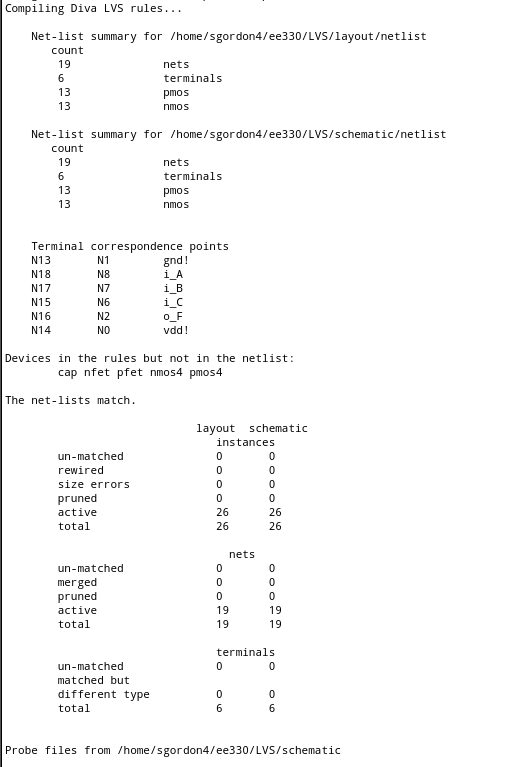 Compiling Diva LVS rules...
Net-list summary for /home/sgordon4/ee330/LVS/layout/netlist
count
19 nets
6 terminals
13 pmos
13 nmos
Net-list summary for /home/sgordon4/ee330/LVS/schematic/netlist
count
19 nets
6 terminals
13 pmos
13 nmos
Terminal correspondence points
N13 N1 gnd!
N18 N8 i_A
N17 N7 i_B
N15 N6 i_C
N16 N2 o_F
N14 N0 vdd!
Devices in the rules but not in the netlist:
cap nfet pfet nmos4 pmos4
The net-lists match.
layout schematic
instances
un-matched 0 0
rewired 0 0
size errors 0 0
pruned 0 0
active 26 26
total 26 26
nets
un-matched 0 0
merged 0 0
pruned 0 0
active 19 19
total 19 19
terminals
un-matched 0 0
matched but
different type 0 0
total 6 6
Probe files from /home/sgordon4/ee330/LVS/schematic